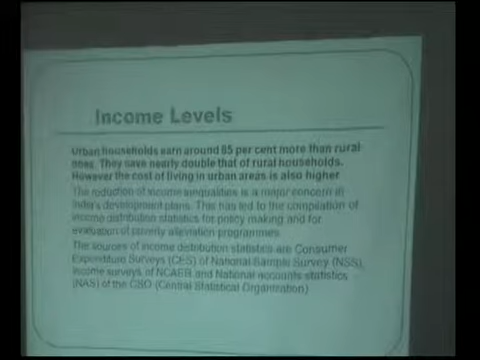 Income Levels
Urban households earn around 85 per cent more than rural
ones. They save nearly double that of rural households.
However the cost of living in urban areas is also higher
The reduction of income inequalities is a major concern in
India's development plans. This has led to the compilation of
income distribution statistics for policy making and for
evaluation of poverty alleviation programmes.
The sources of income distribution statistics are Consumer
Expenditure Surveys (CES) of National Sample Survey (NSS),
Income surveys of NCAER and National accounts statistics
(NAS) of the CSO (Central Statistical Organization)